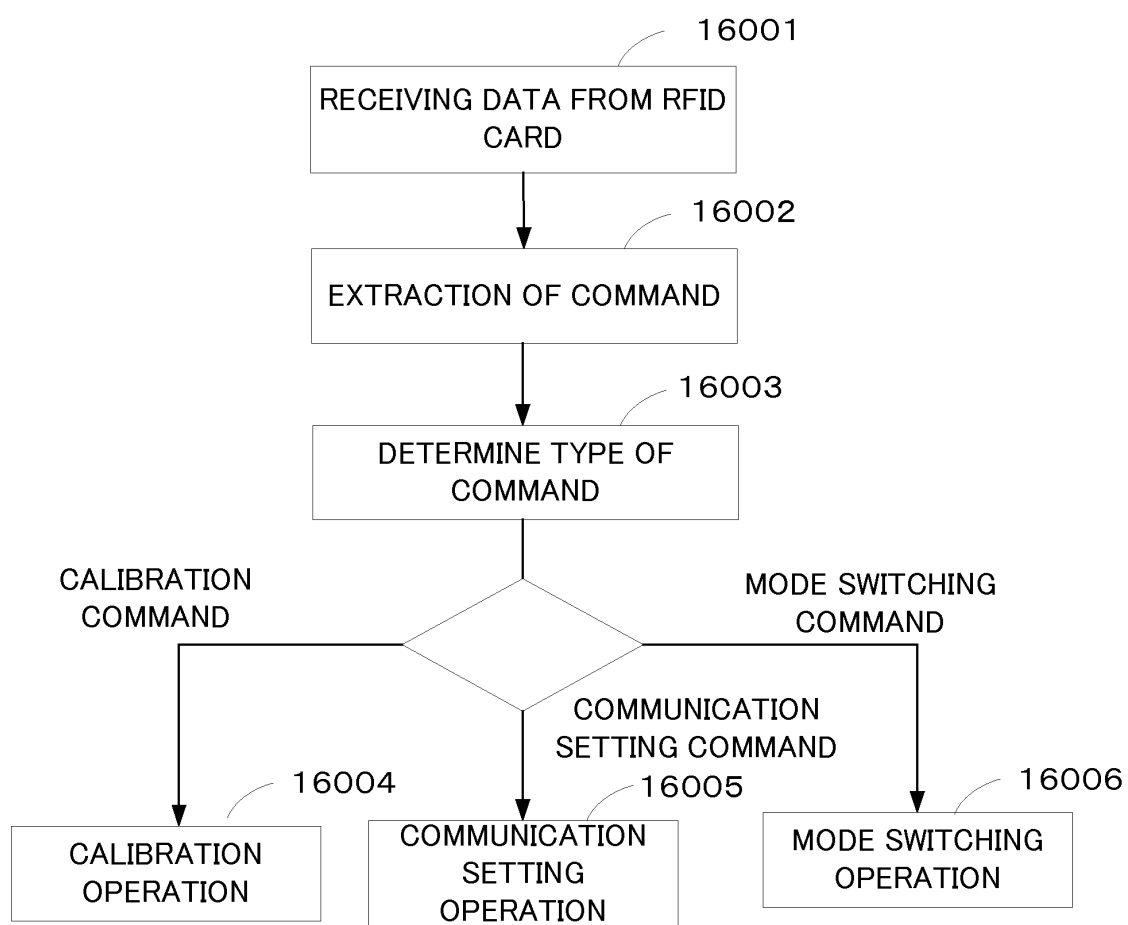 16001
RECEIVING DATA FROM RFID
CARD
16002
EXTRACTION OF COMMAND
16003
DETERMINE TYPE OF
COMMAND
CALIBRATION
COMMAND
MODE SWITCHING
COMMAND
COMMUNICATION
SETTING COMMAND
16004
CALIBRATION
OPERATION
16005
COMMUNICATION
SETTING
OPERATION
16006
MODE SWITCHING
OPERATION